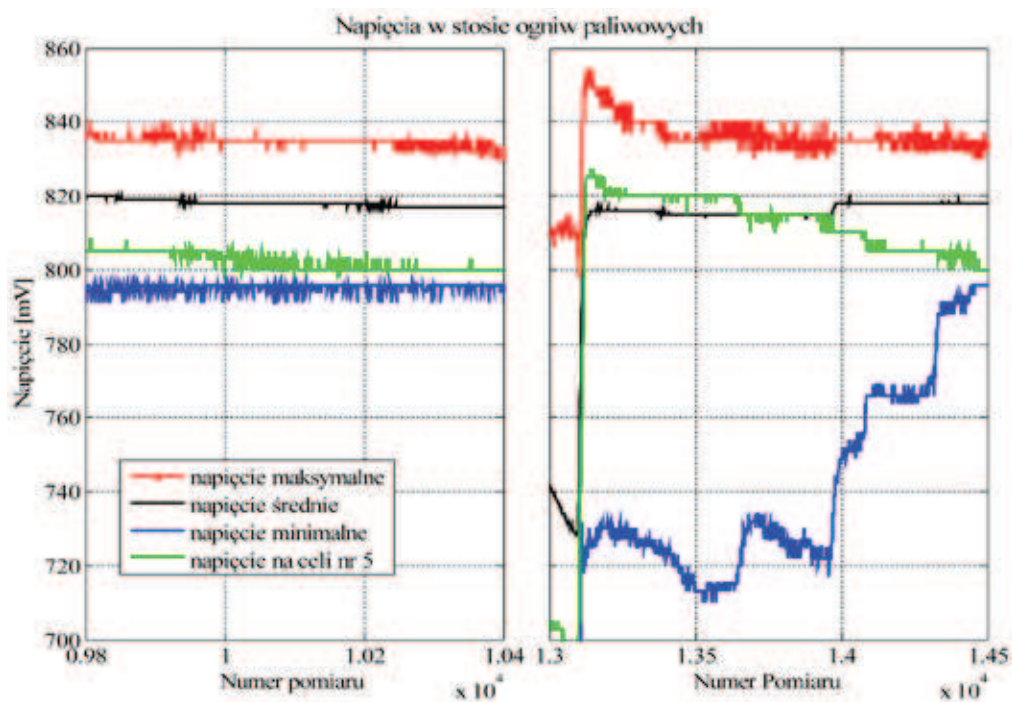 Napięcia w stosie ogniw paliwowych
Napięcie [mV]
860
840
820
800
780
760
740
720
700
napięcie maksymalne
napięcie średnie
napięcie minimalne
napięcie na celi nr 5
0.98 1 1.02 1.04
Numer pomiaru
x 10⁴
1.3 1.35 1.4 1.45
Numer Pomiaru
x 10⁴